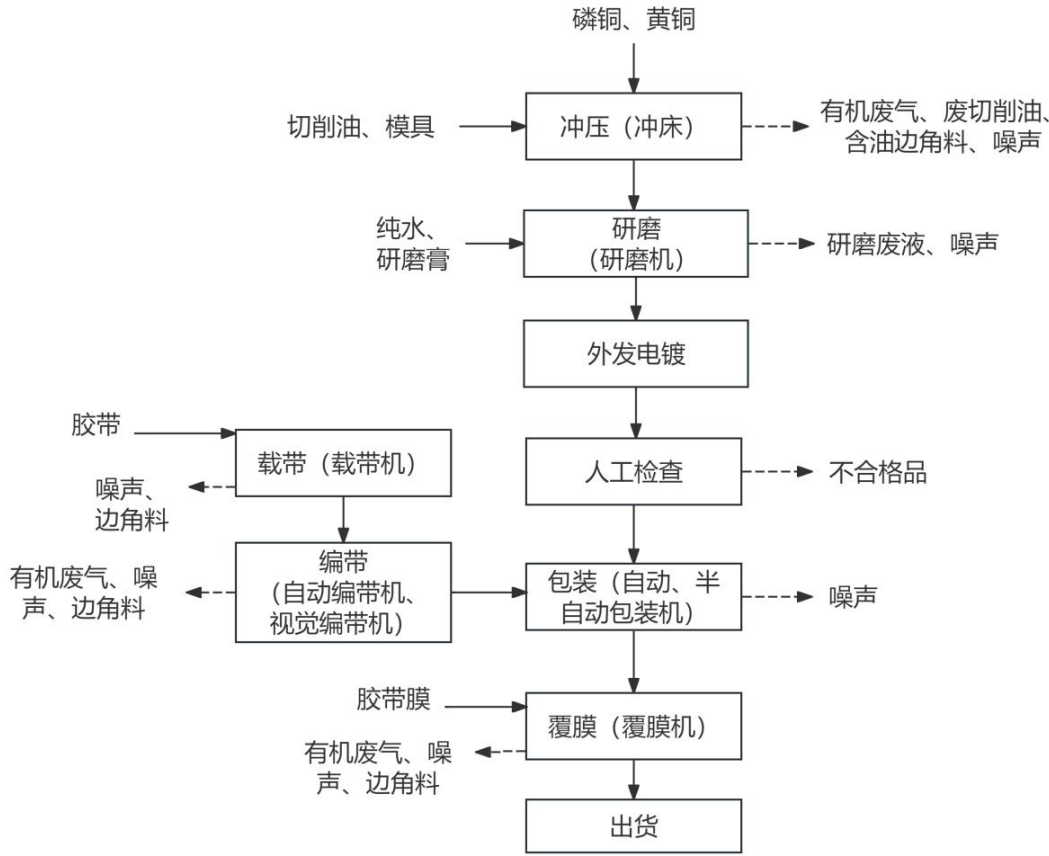 磷铜、黄铜
切削油、模具
冲压（冲床）
有机废气、废切削油、
含油边角料、噪声
纯水、
研磨膏
研磨
（研磨机）
研磨废液、噪声
外发电镀
胶带
载带（载带机）
噪声、
边角料
人工检查
不合格品
有机废气、噪
声、边角料
编带
（自动编带机、
视觉编带机）
包装（自动、半
自动包装机）
噪声
胶带膜
覆膜（覆膜机）
有机废气、噪
声、边角料
出货